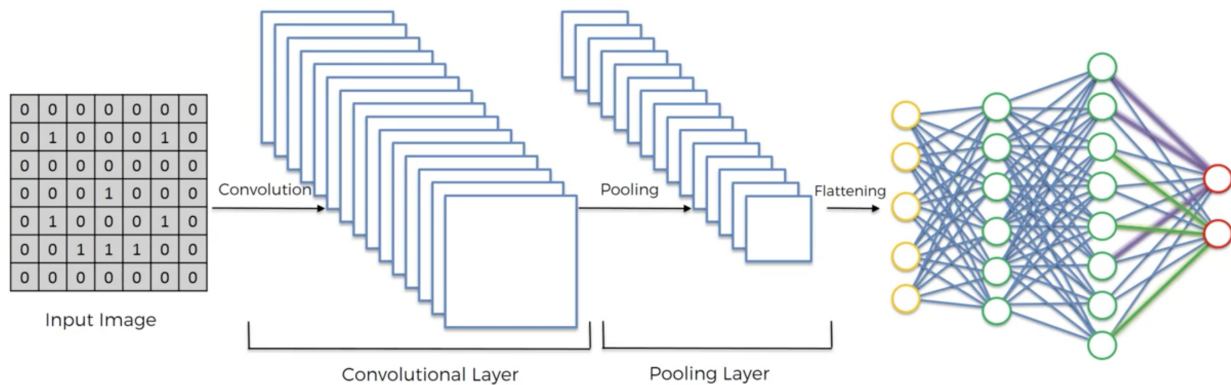 0 0 0 0 0 0 0
0 1 0 0 0 1 0
0 0 0 0 0 0 0
0 0 0 1 0 0 0
0 1 0 0 0 1 0
0 0 1 1 1 0 0
0 0 0 0 0 0 0
Input Image
Convolution
Convolutional Layer
Pooling
Pooling Layer
Flattening